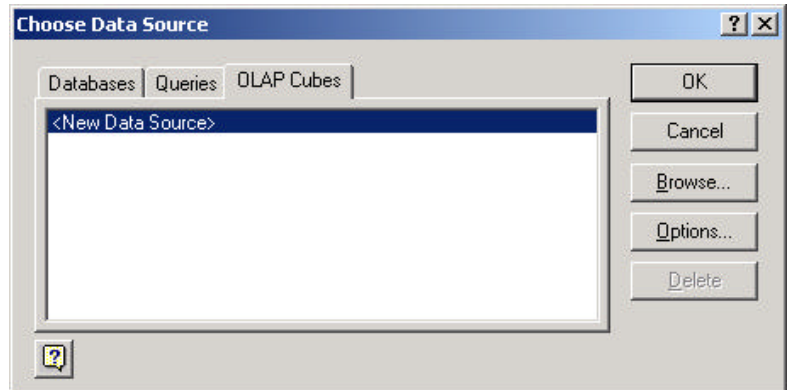 Choose Data Source
Databases Queries OLAP Cubes
<New Data Source>
OK
Cancel
Browse...
Options...
Delete